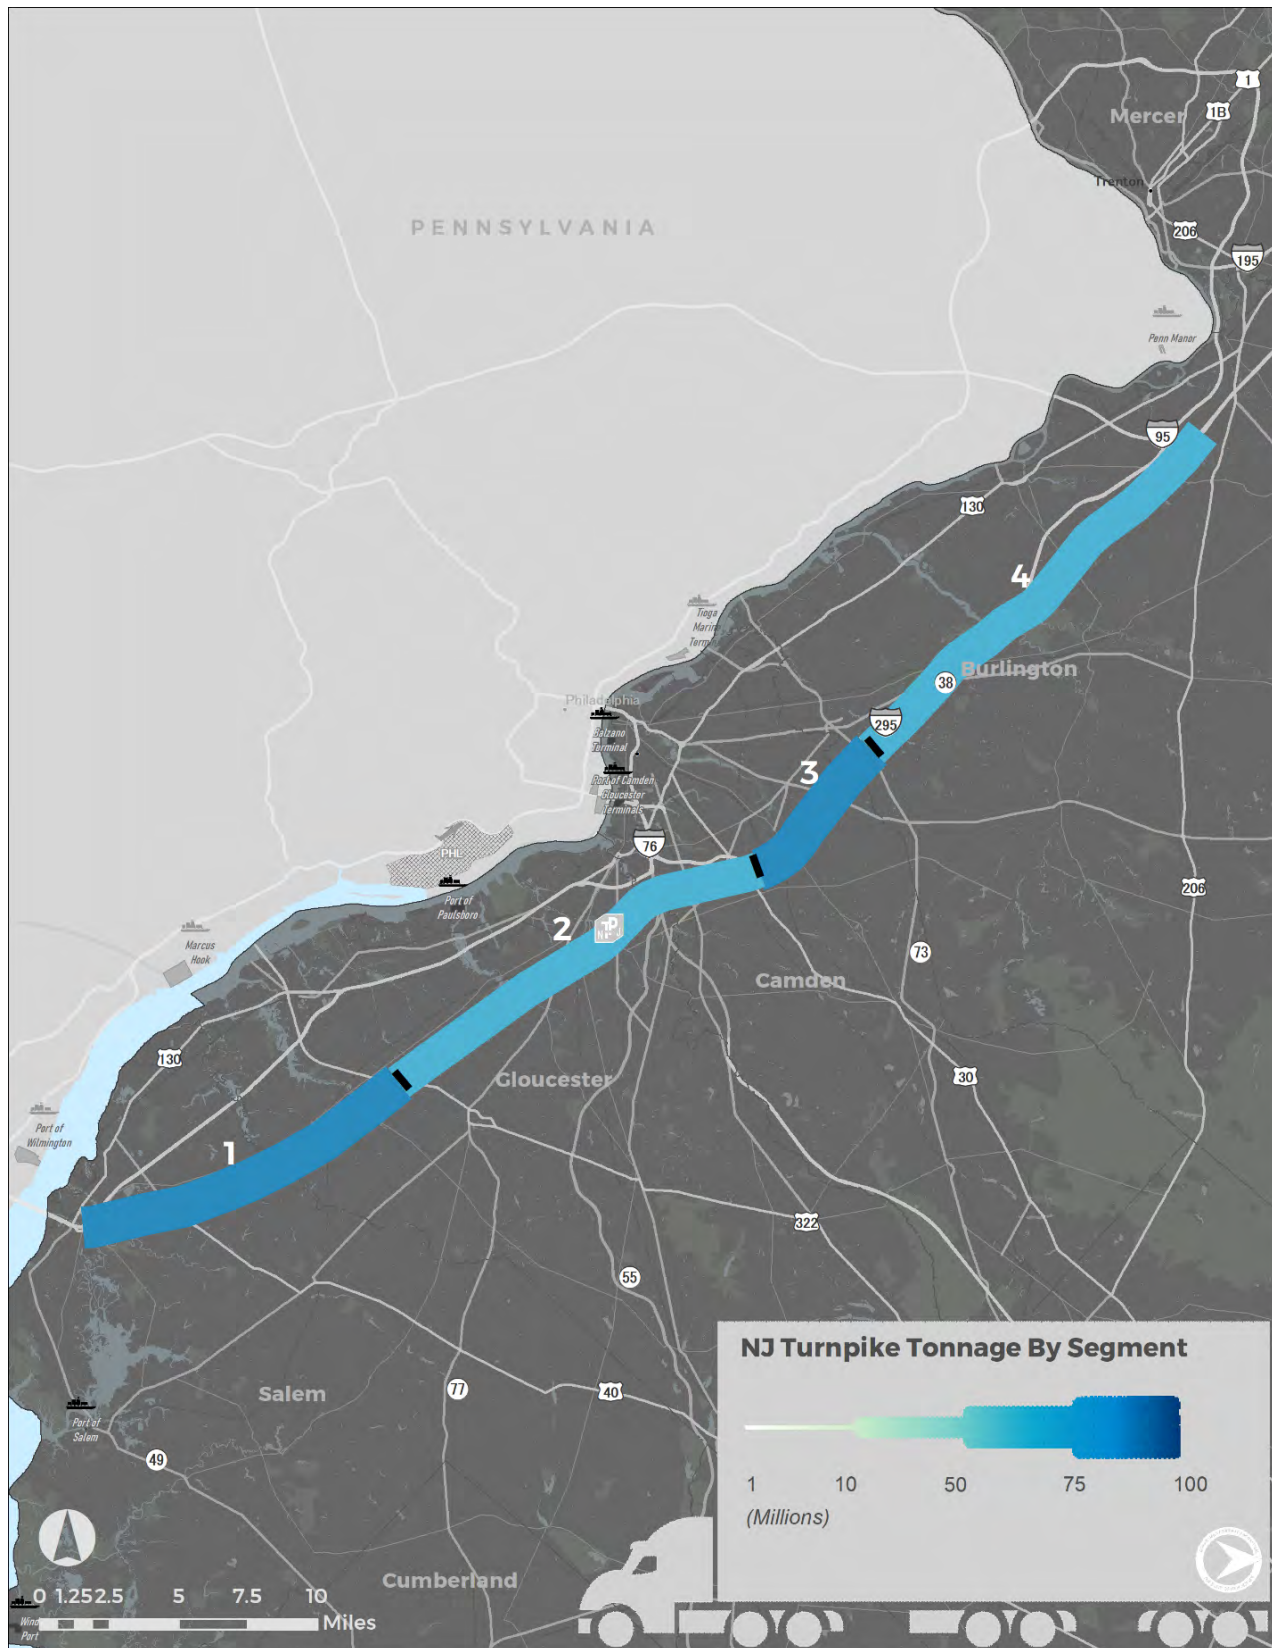 1
1B
Mercer
Trenton
206
195
PENNSYLVANIA
Penn Manor
95
130
4
Tioga
Marine
Burlington
38
Philadelphia
295
Balzano
Terminal
3
Port of Camden
Gloucester
Terminals
76
PHL
Port of
Paulsboro
206
2
Marcus
Hook
73
Camden
130
Gloucester
30
Port of
Wilmington
1
322
55
NJ Turnpike Tonnage By Segment
Salem
77
40
Port of
Salem
49
1 10 50 75 100
(Millions)
Cumberland
0 1.25 2.5 5 7.5 10
Miles
Port